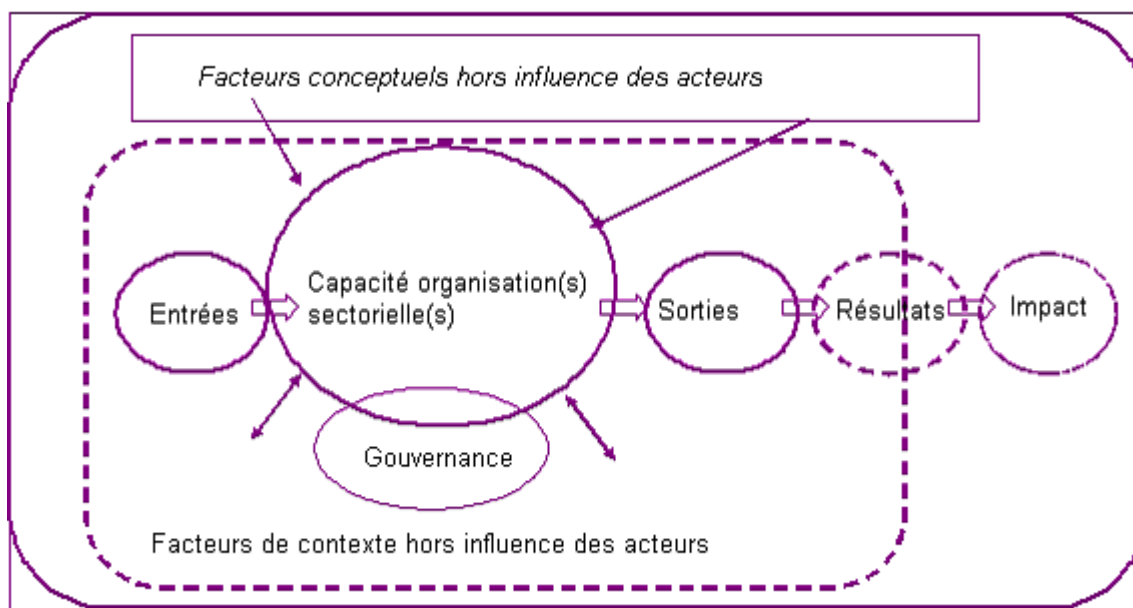 Facteurs conceptuels hors influence des acteurs
Entrées
Capacité organisation(s)
sectorielle(s)
Sorties
Résultats
Impact
Gouvernance
Facteurs de contexte hors influence des acteurs